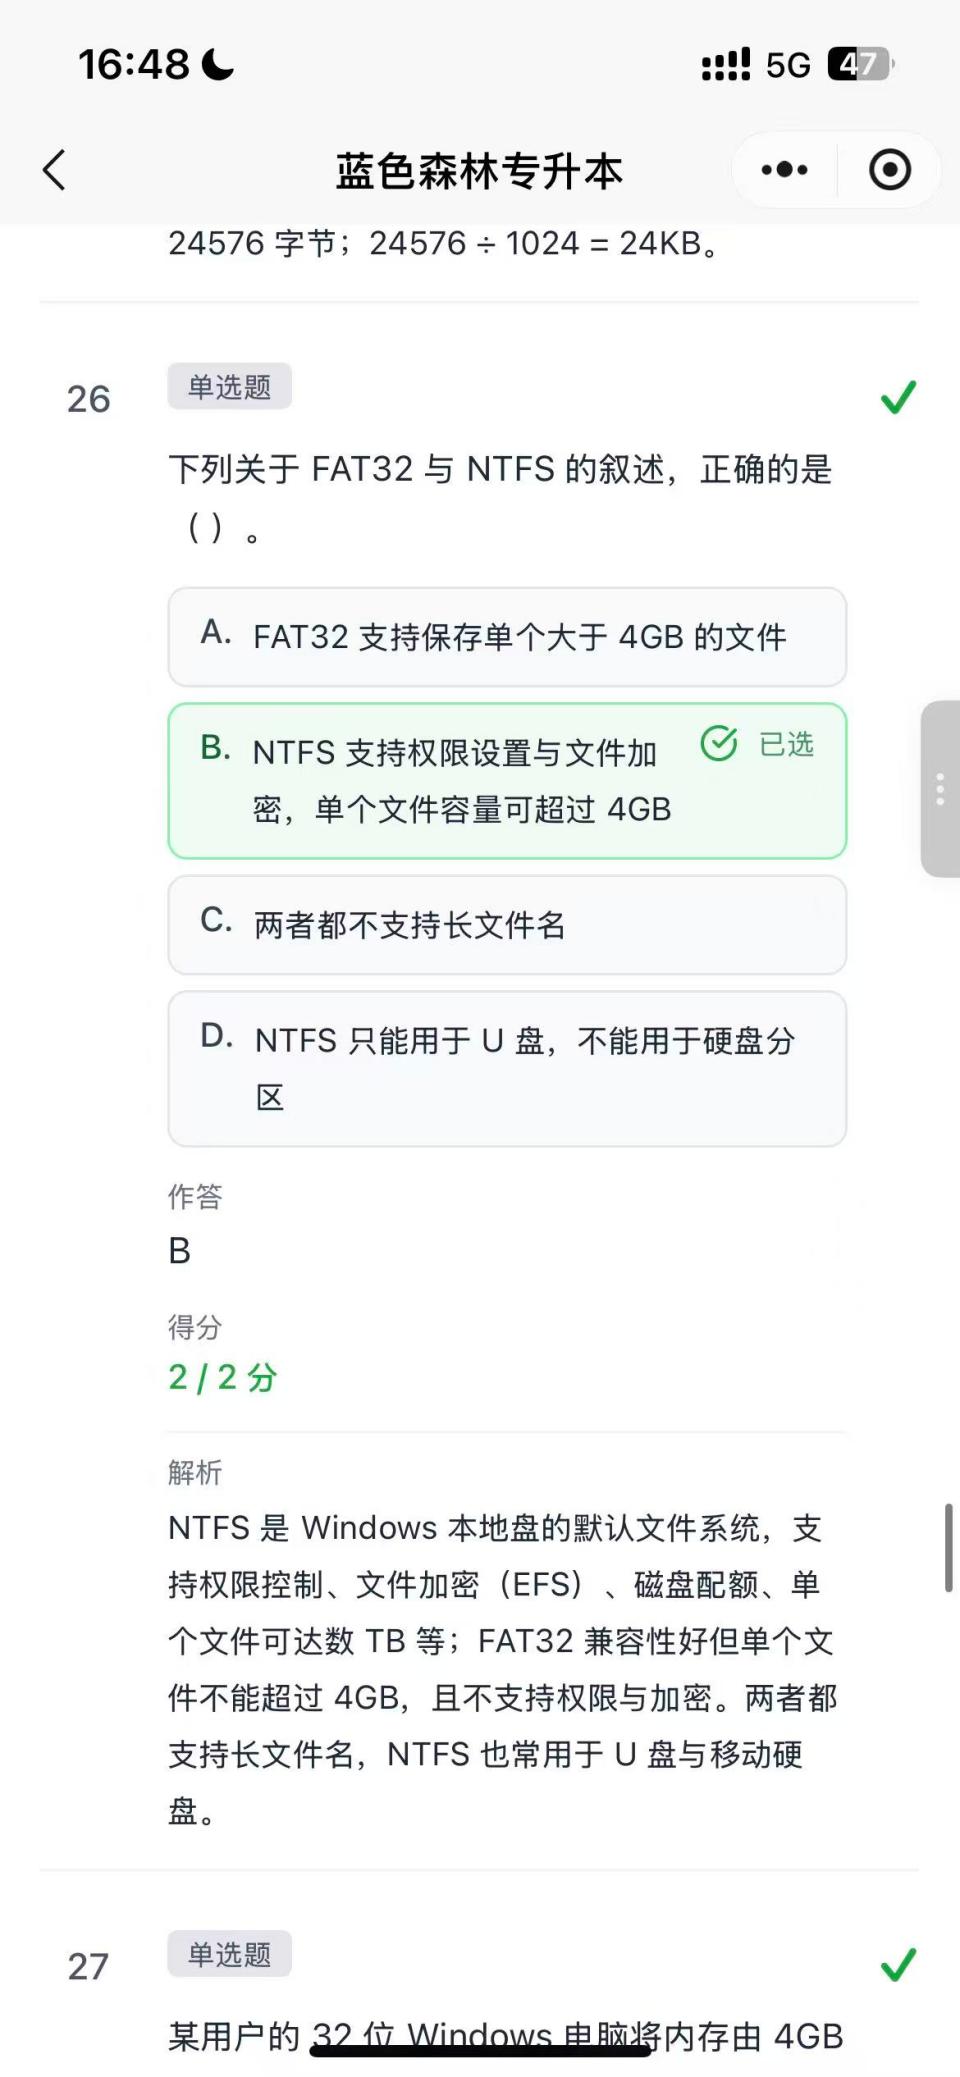 16:48
5G
47
蓝色森林专升本
24576 字节；24576 ÷ 1024 = 24KB。
26
单选题
下列关于 FAT32 与 NTFS 的叙述，正确的是
（ ）。
A. FAT32 支持保存单个大于 4GB 的文件
B. NTFS 支持权限设置与文件加
已选
密，单个文件容量可超过 4GB
C. 两者都不支持长文件名
D. NTFS 只能用于 U 盘，不能用于硬盘分
区
作答
B
得分
2 / 2 分
解析
NTFS 是 Windows 本地盘的默认文件系统，支
持权限控制、文件加密（EFS）、磁盘配额、单
个文件可达数 TB 等；FAT32 兼容性好但单个文
件不能超过 4GB，且不支持权限与加密。两者都
支持长文件名，NTFS 也常用于 U 盘与移动硬
盘。
27
单选题
某用户的 32 位 Windows 电脑将内存由 4GB